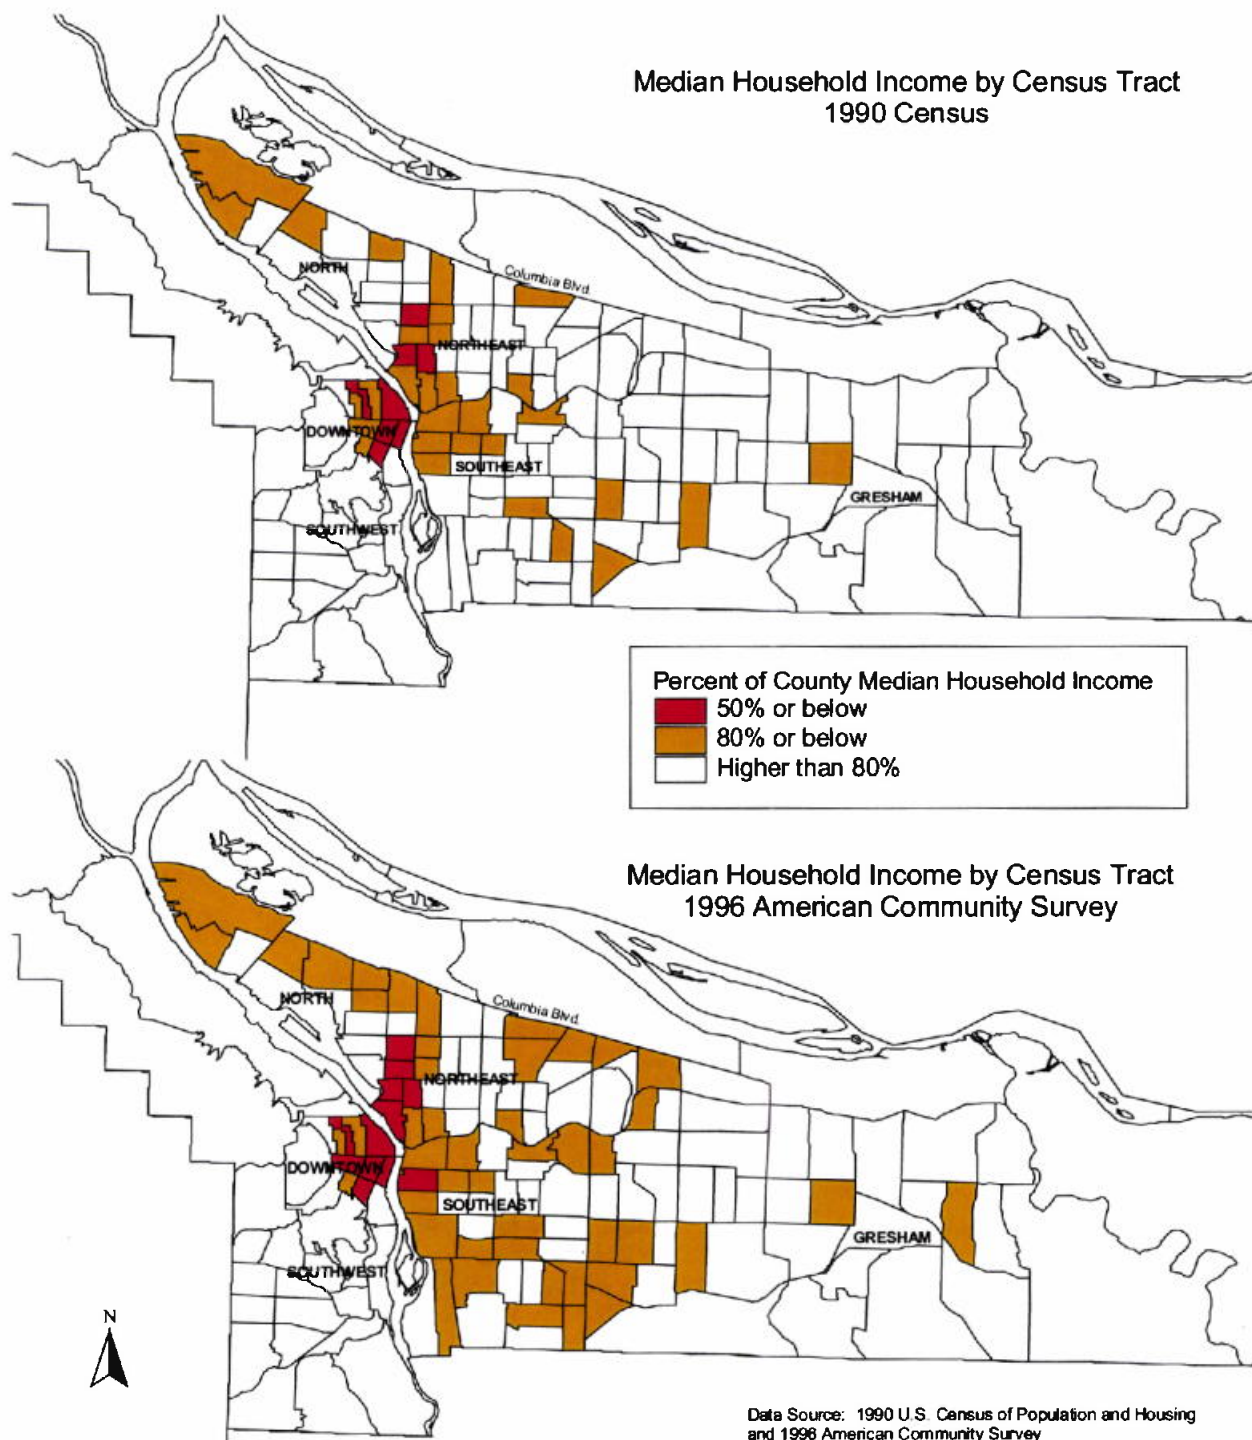 Median Household Income by Census Tract
1990 Census
Columbia Blvd.
NORTH
NORTHEAST
DOWNTOWN
SOUTHEAST
GRESHAM
SOUTHWEST
Percent of County Median Household Income
50% or below
80% or below
Higher than 80%
Median Household Income by Census Tract
1996 American Community Survey
NORTH
Columbia Blvd.
NORTHEAST
DOWNTOWN
SOUTHEAST
GRESHAM
SOUTHWEST
N
Data Source: 1990 U.S. Census of Population and Housing
and 1996 American Community Survey